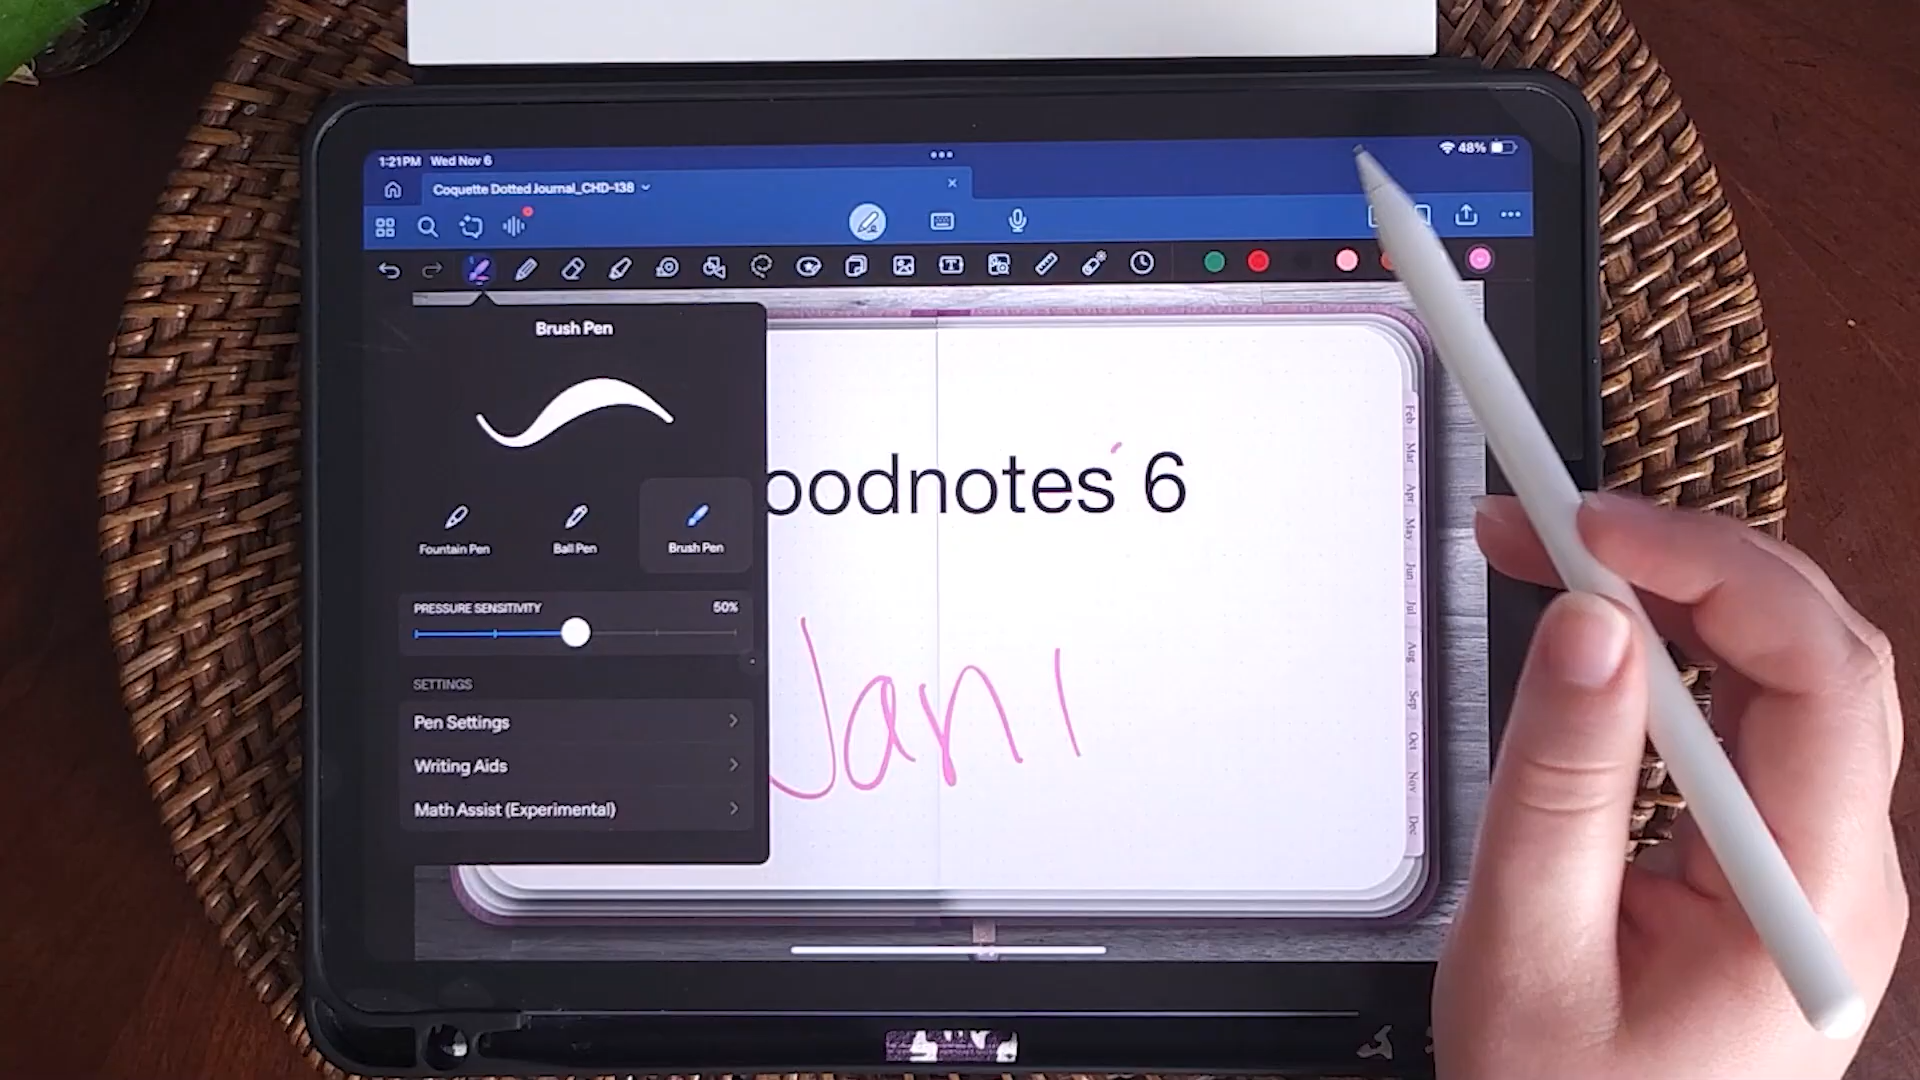 1:21 PM Wed Nov 6
48%
Coquette Dotted Journal_CHD-138
Brush Pen
Fountain Pen
Ball Pen
Brush Pen
PRESSURE SENSITIVITY 50%
SETTINGS
Pen Settings
Writing Aids
Math Assist (Experimental)
oodnotes 6
Jani
Feb
Mar
Apr
May
Jun
Jul
Aug
Sep
Oct
Nov
Dec